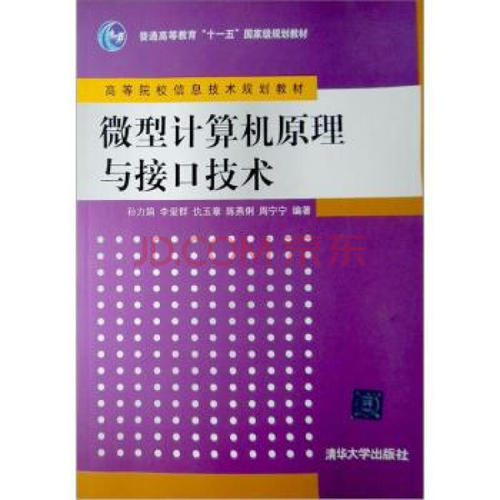 普通高等教育“十一五”国家级规划教材
高等院校信息技术规划教材
微型计算机原理
与接口技术
孙力娟 李爱群 仇玉章 陈燕俐 周宁宁 编著
JD.COM 京东
清华大学出版社